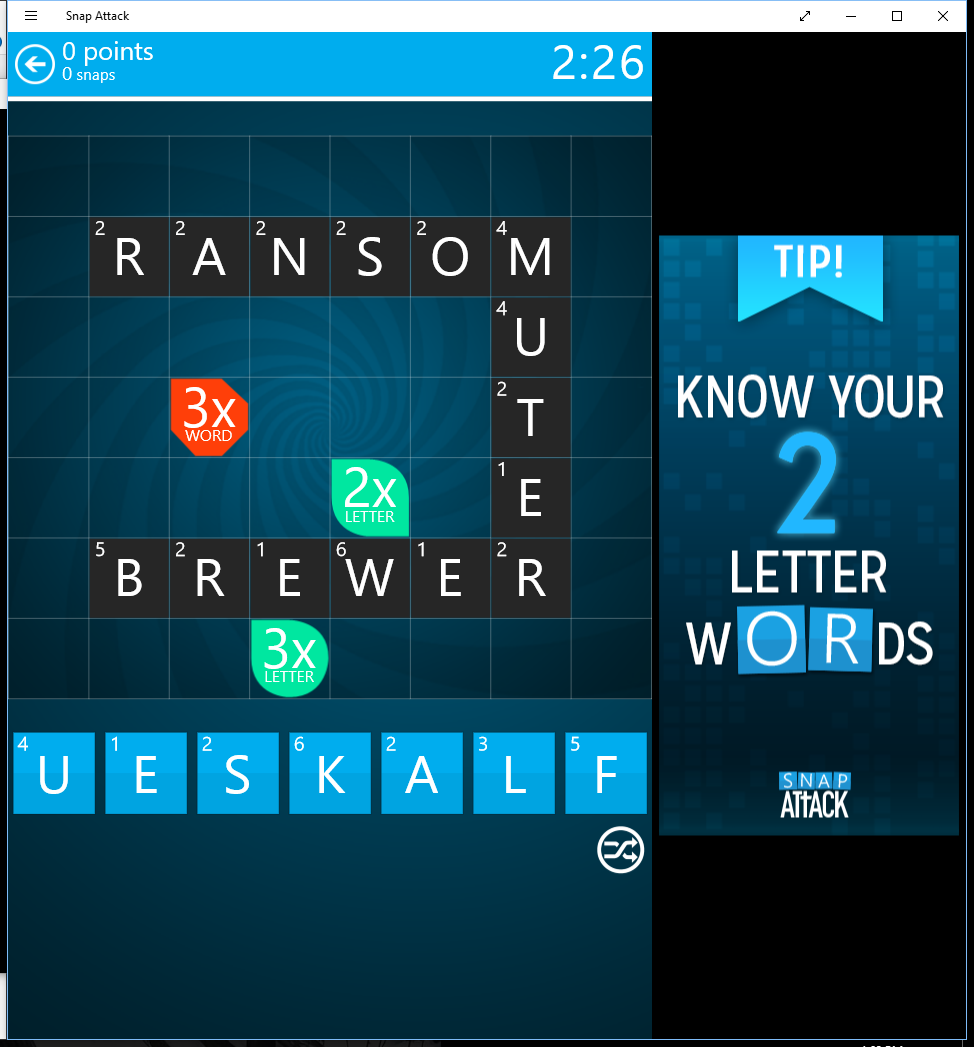 Snap Attack
0 points
0 snaps
2:26
2 R 2 A 2 N 2 S 2 O 4 M
4 U
3x
WORD
2 T
2x
LETTER
1 E
5 B 2 R 1 E 6 W 1 E 2 R
3x
LETTER
4 U 1 E 2 S 6 K 2 A 3 L 5 F
TIP!
KNOW YOUR
2
LETTER
WORDS
SNAP
ATTACK